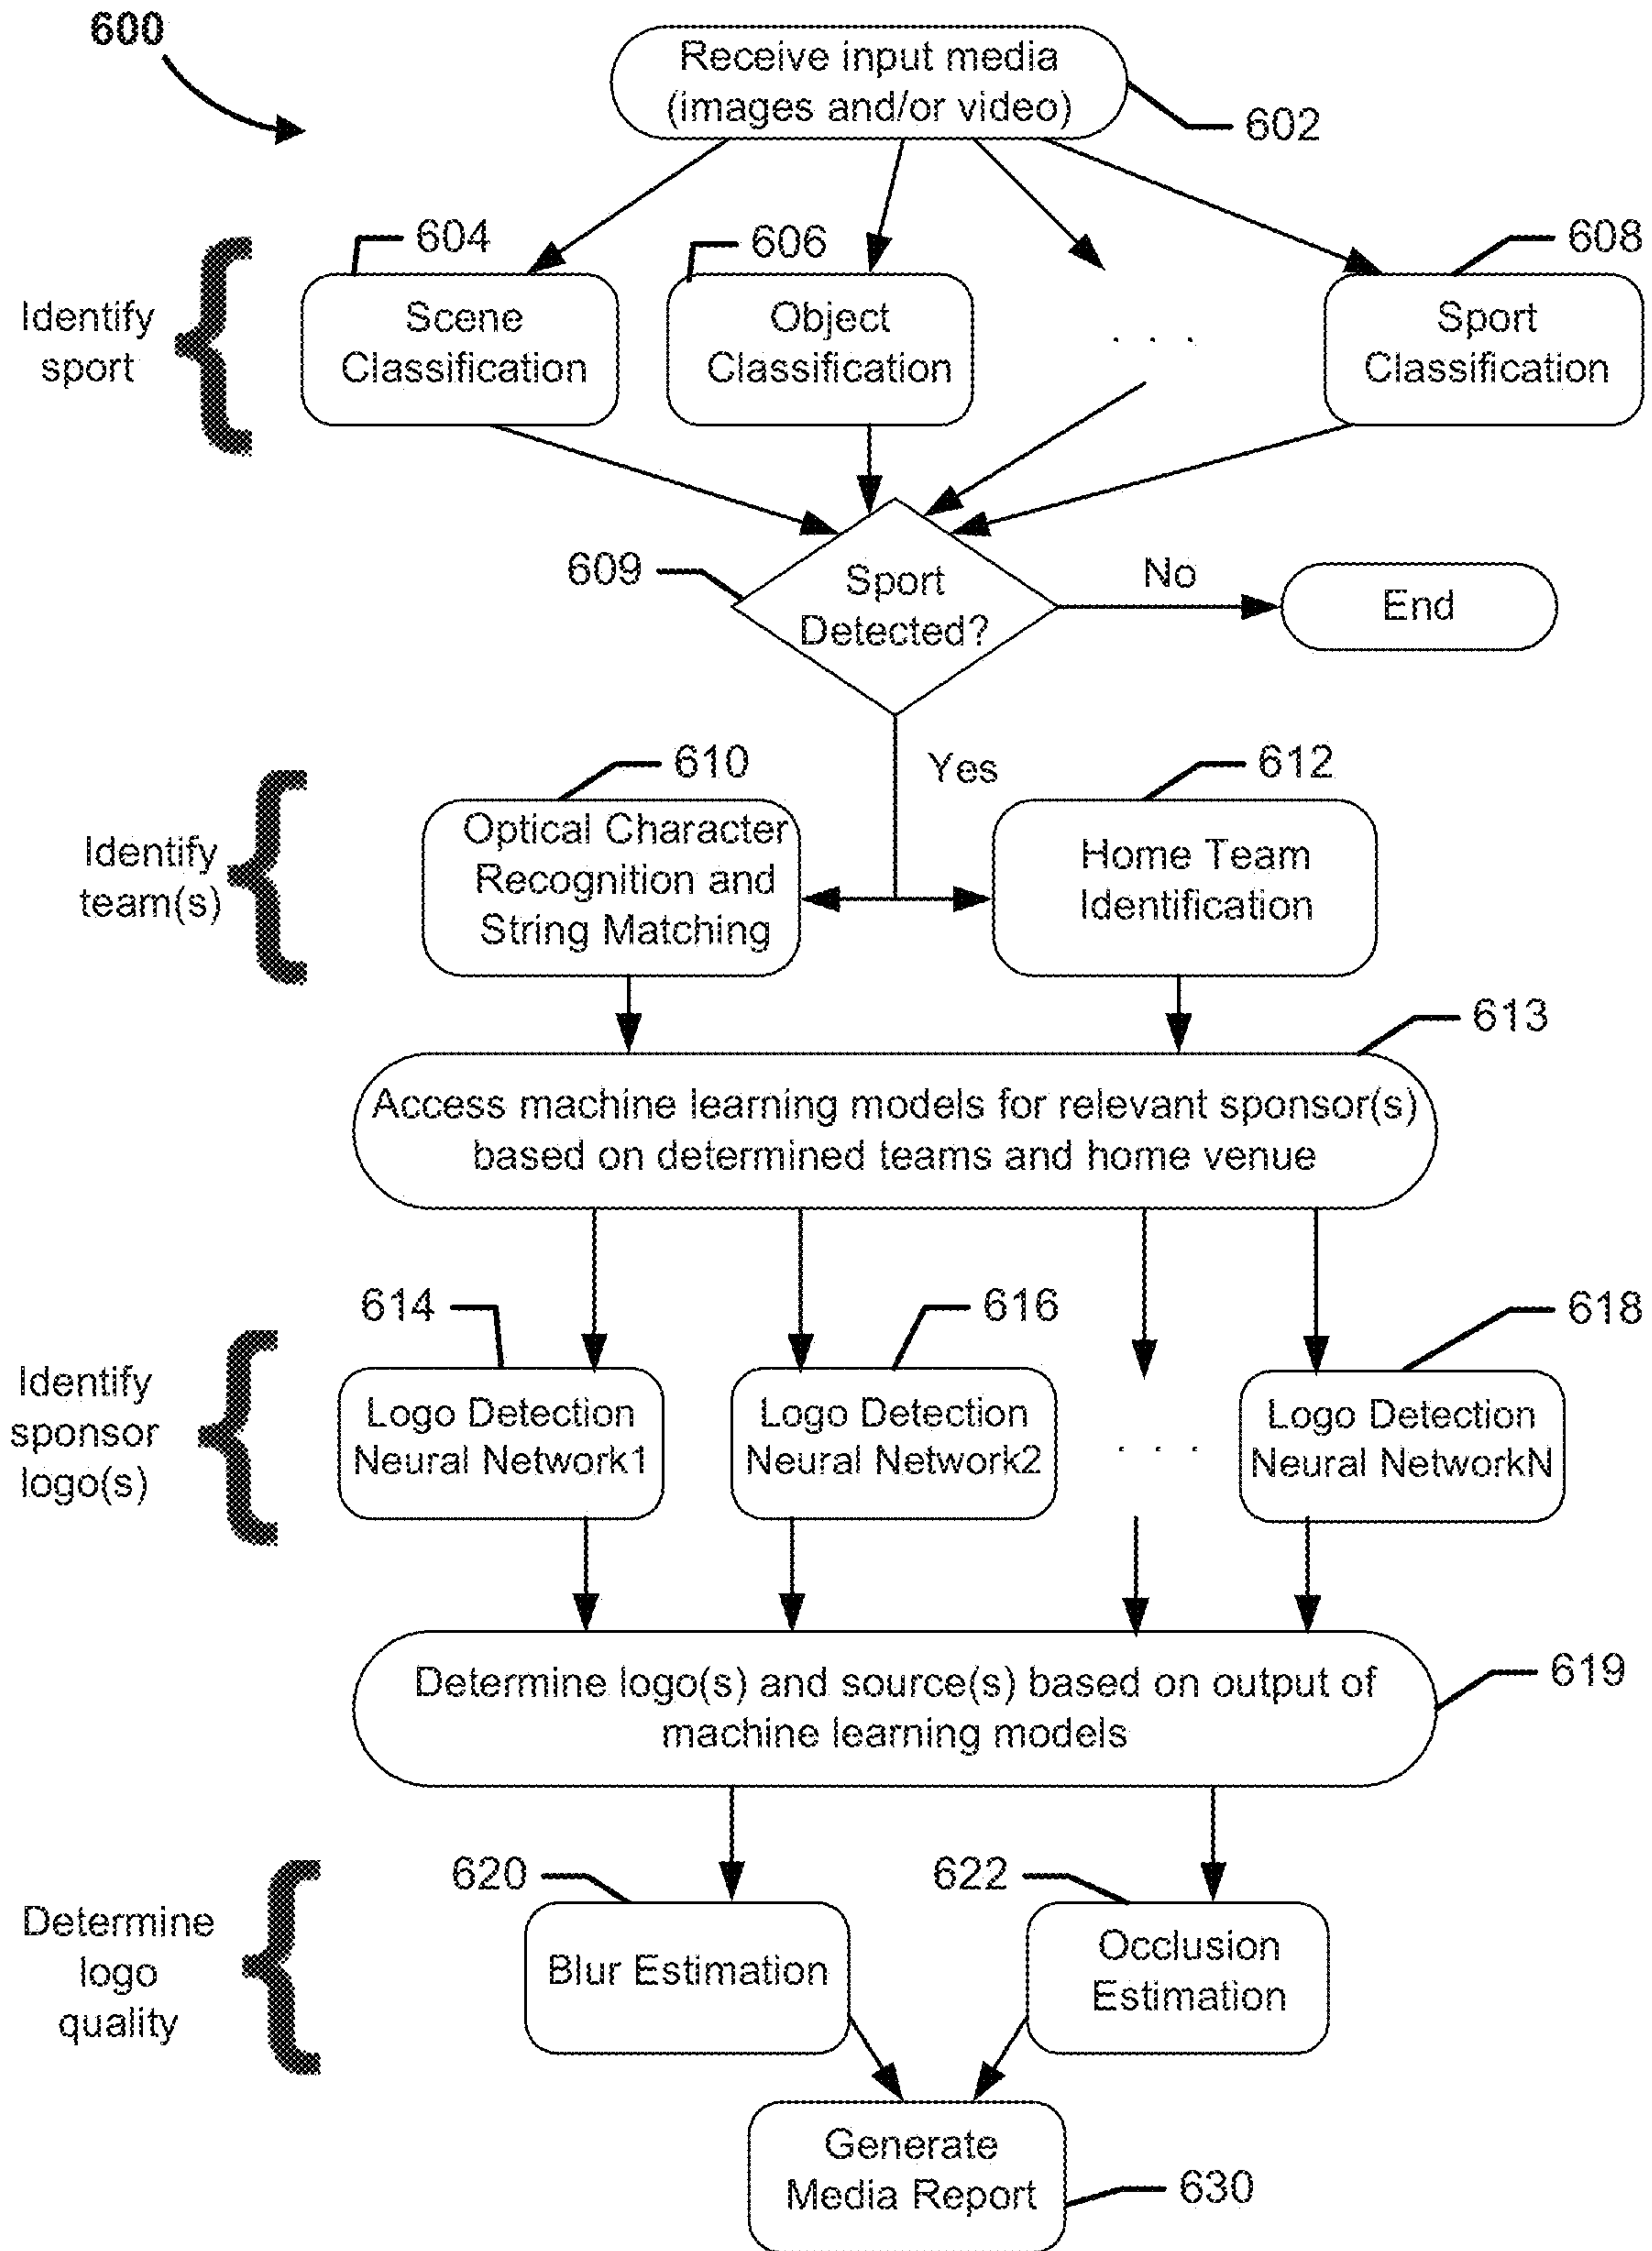 600
Receive input media
(images and/or video)
602
604
606
608
Identify
sport
Scene
Classification
Object
Classification
. . .
Sport
Classification
609
Sport
Detected?
No
End
Yes
610
612
Identify
team(s)
Optical Character
Recognition and
String Matching
Home Team
Identification
613
Access machine learning models for relevant sponsor(s)
based on determined teams and home venue
614
616
618
Identify
sponsor
logo(s)
Logo Detection
Neural Network1
Logo Detection
Neural Network2
. . .
Logo Detection
Neural NetworkN
619
Determine logo(s) and source(s) based on output of
machine learning models
620
622
Determine
logo
quality
Blur Estimation
Occlusion
Estimation
Generate
Media Report
630